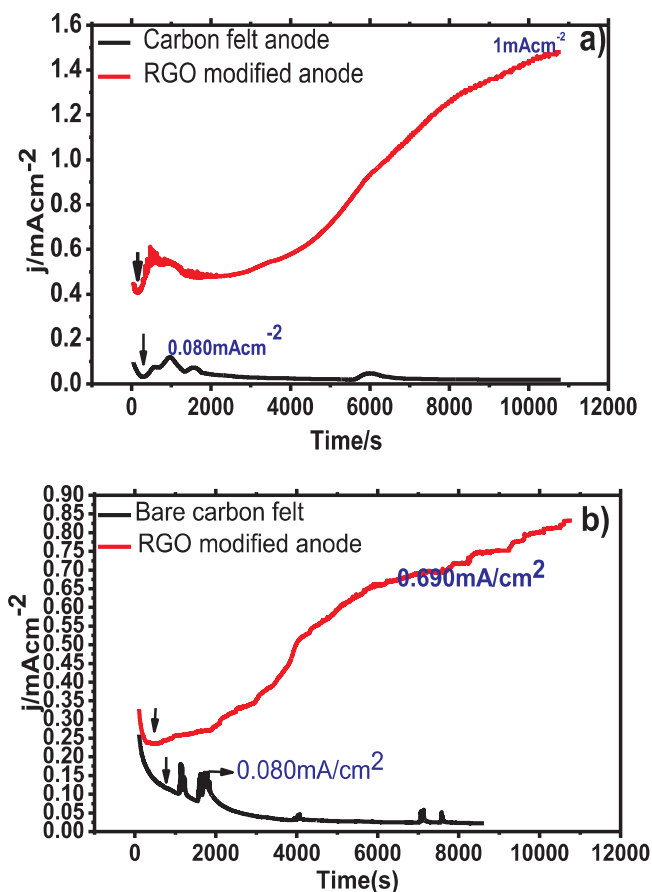 a)
Carbon felt anode
RGO modified anode
1mAcm-2
0.080mAcm-2
j/mAcm-2
1.6
1.4
1.2
1.0
0.8
0.6
0.4
0.2
0.0
0 2000 4000 6000 8000 10000 12000
Time/s
b)
Bare carbon felt
RGO modified anode
0.690mA/cm2
0.080mA/cm2
j/mAcm-2
0.90
0.85
0.80
0.75
0.70
0.65
0.60
0.55
0.50
0.45
0.40
0.35
0.30
0.25
0.20
0.15
0.10
0.05
0.00
0 2000 4000 6000 8000 10000 12000
Time(s)